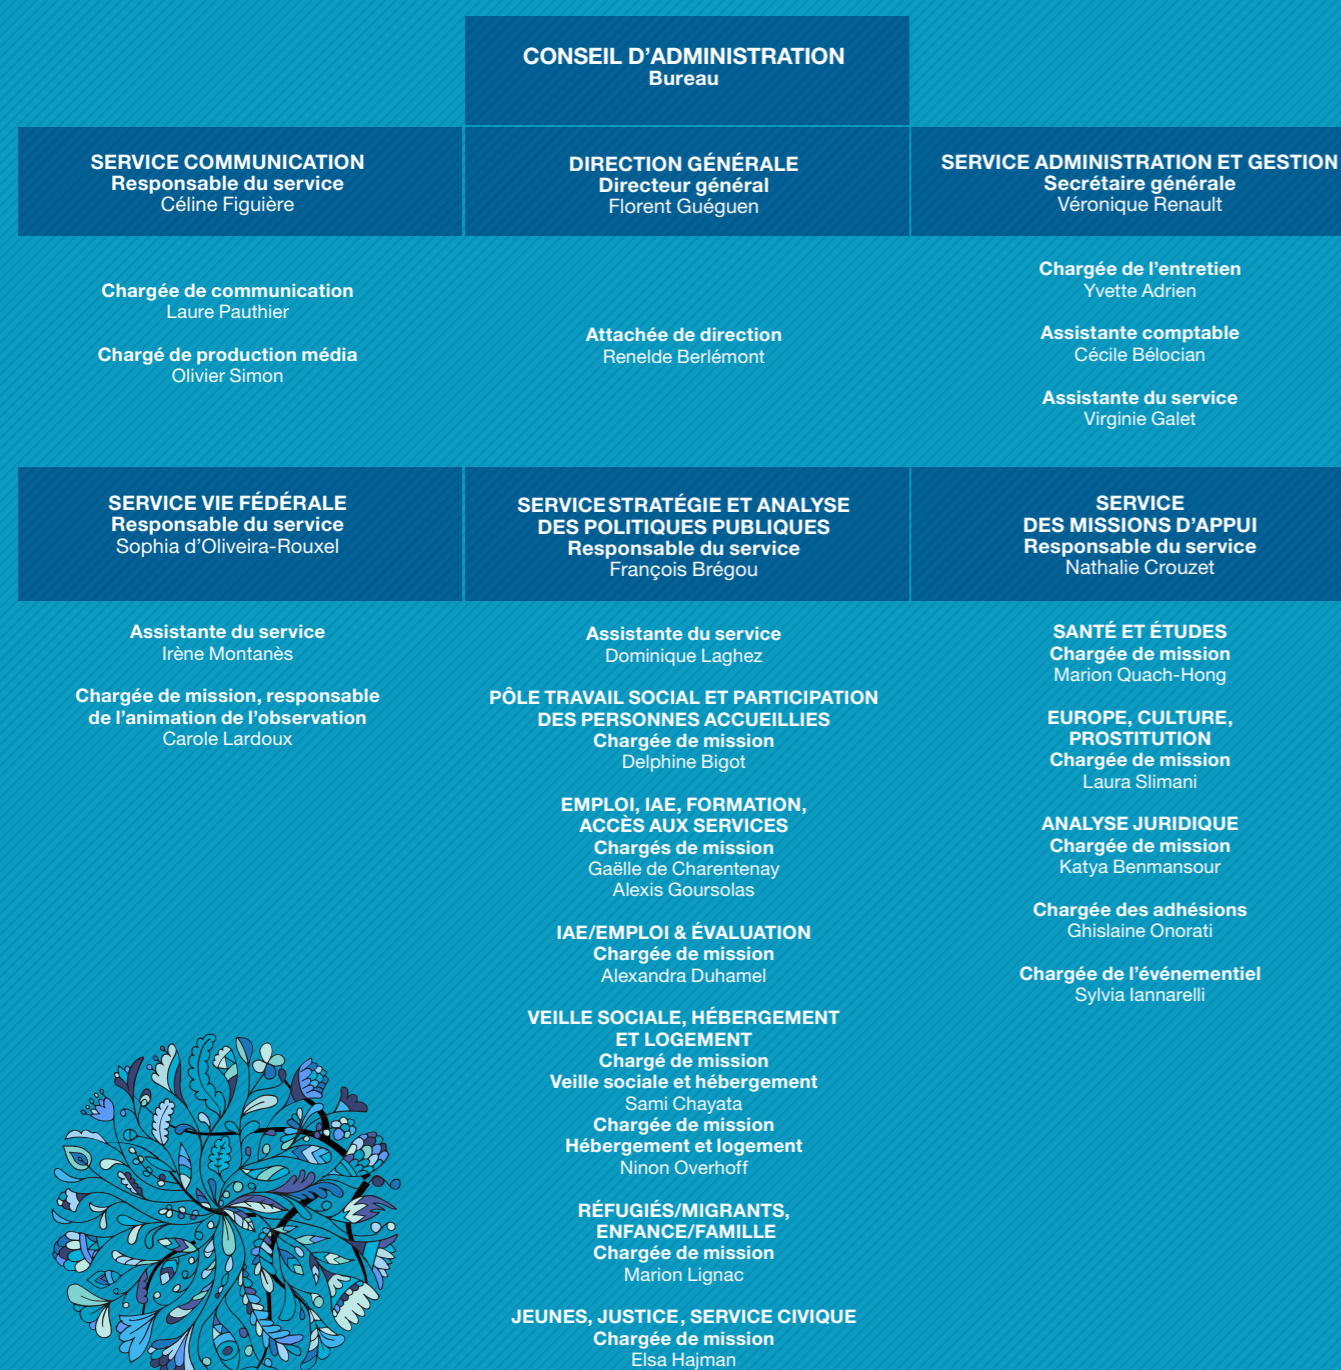 CONSEIL D'ADMINISTRATION
Bureau
SERVICE COMMUNICATION
Responsable du service
Céline Figuière
Chargée de communication
Laure Pauthier
Chargé de production média
Olivier Simon
DIRECTION GÉNÉRALE
Directeur général
Florent Guéguen
Attachée de direction
Renelde Berlémont
SERVICE ADMINISTRATION ET GESTION
Secrétaire générale
Véronique Renault
Chargée de l'entretien
Yvette Adrien
Assistante comptable
Cécile Bélocian
Assistante du service
Virginie Galet
SERVICE VIE FÉDÉRALE
Responsable du service
Sophia d'Oliveira-Rouxel
Assistante du service
Irène Montanès
Chargée de mission, responsable
de l'animation de l'observation
Carole Lardoux
SERVICE STRATÉGIE ET ANALYSE
DES POLITIQUES PUBLIQUES
Responsable du service
François Brégou
Assistante du service
Dominique Laghez
PÔLE TRAVAIL SOCIAL ET PARTICIPATION
DES PERSONNES ACCUEILLIES
Chargée de mission
Delphine Bigot
EMPLOI, IAE, FORMATION,
ACCÈS AUX SERVICES
Chargés de mission
Gaëlle de Charentenay
Alexis Goursolas
IAE/EMPLOI & ÉVALUATION
Chargée de mission
Alexandra Duhamel
VEILLE SOCIALE, HÉBERGEMENT
ET LOGEMENT
Chargé de mission
Veille sociale et hébergement
Sami Chayata
Chargée de mission
Hébergement et logement
Ninon Overhoff
RÉFUGIÉS/MIGRANTS,
ENFANCE/FAMILLE
Chargée de mission
Marion Lignac
JEUNES, JUSTICE, SERVICE CIVIQUE
Chargée de mission
Elsa Hajman
SERVICE
DES MISSIONS D'APPUI
Responsable du service
Nathalie Crouzet
SANTÉ ET ÉTUDES
Chargée de mission
Marion Quach-Hong
EUROPE, CULTURE,
PROSTITUTION
Chargée de mission
Laura Slimani
ANALYSE JURIDIQUE
Chargée de mission
Katya Benmansour
Chargée des adhésions
Ghislaine Onorati
Chargée de l'événementiel
Sylvia Iannarelli